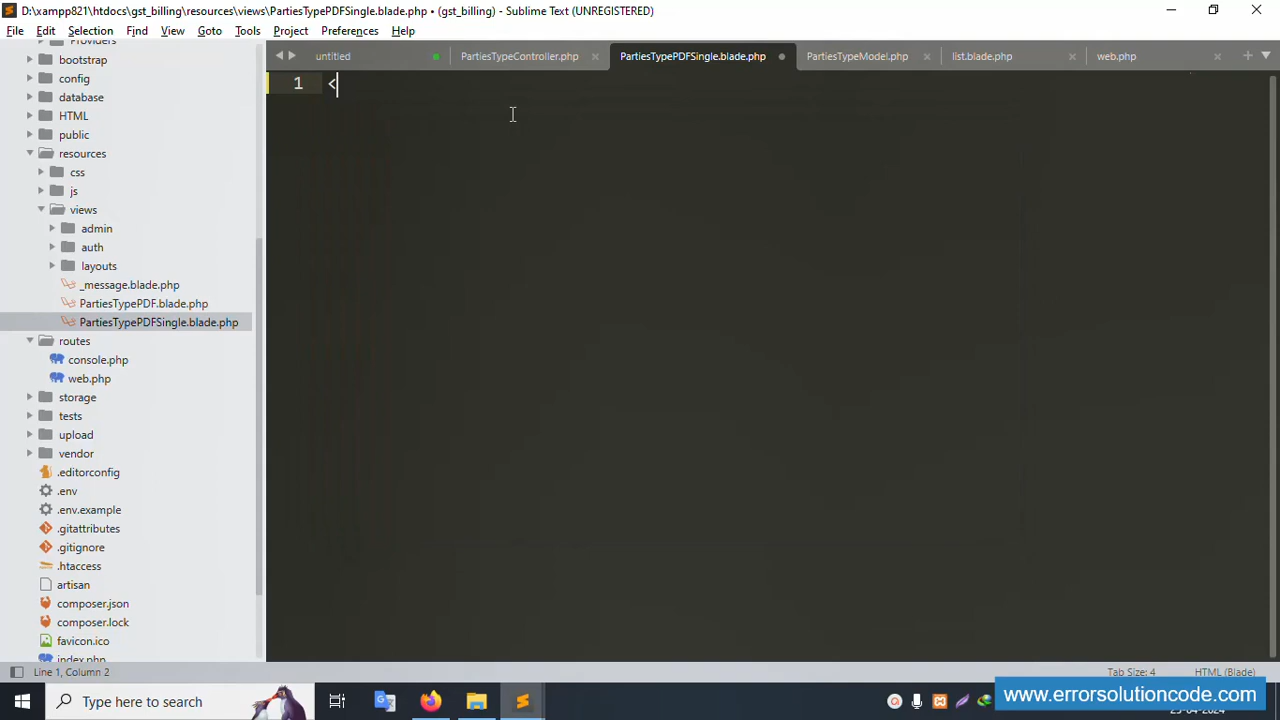 D:\xampp821\htdocs\gst_billing\resources\views\PartiesTypePDFSingle.blade.php • (gst_billing) - Sublime Text (UNREGISTERED)
File Edit Selection Find View Goto Tools Project Preferences Help
untitled PartiesTypeController.php PartiesTypePDFSingle.blade.php PartiesTypeModel.php list.blade.php web.php
1 <
Providers
bootstrap
config
database
HTML
public
resources
css
js
views
admin
auth
layouts
_message.blade.php
PartiesTypePDF.blade.php
PartiesTypePDFSingle.blade.php
routes
console.php
web.php
storage
tests
upload
vendor
.editorconfig
.env
.env.example
.gitattributes
.gitignore
.htaccess
artisan
composer.json
composer.lock
favicon.ico
index.php
Line 1, Column 2 Tab Size: 4 HTML (Blade)
Type here to search
www.errorsolutioncode.com